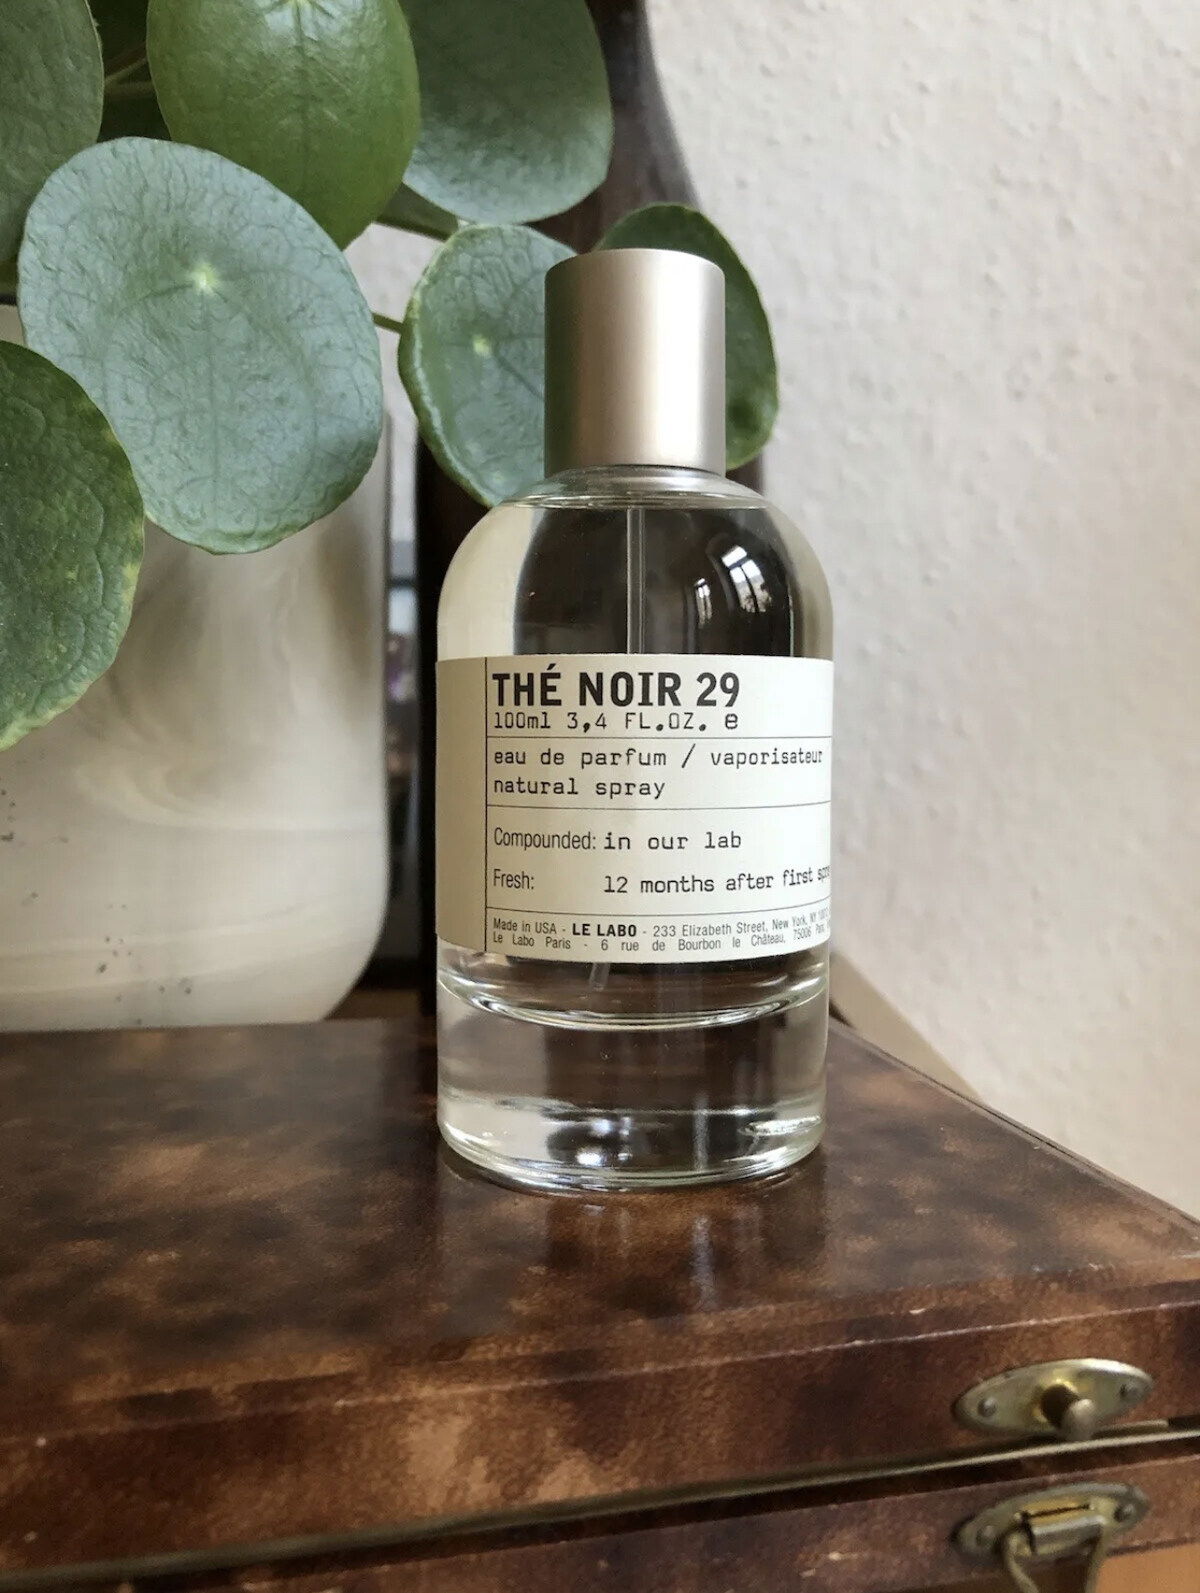 THÉ NOIR 29
100ml 3,4 FL.OZ. e
eau de parfum / vaporisateur
natural spray
Compounded: in our lab
Fresh: 12 months after first
Made in USA - LE LABO - 233 Elizabeth Street, New York, NY
Le Labo Paris - 6 rue de Bourbon le Château, 75006